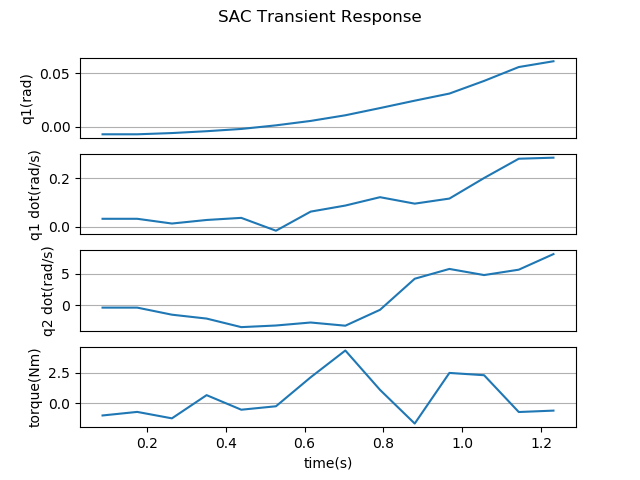 SAC Transient Response
q1(rad)
0.05
0.00
q1 dot(rad/s)
0.2
0.0
q2 dot(rad/s)
5
0
torque(Nm)
2.5
0.0
0.2 0.4 0.6 0.8 1.0 1.2
time(s)